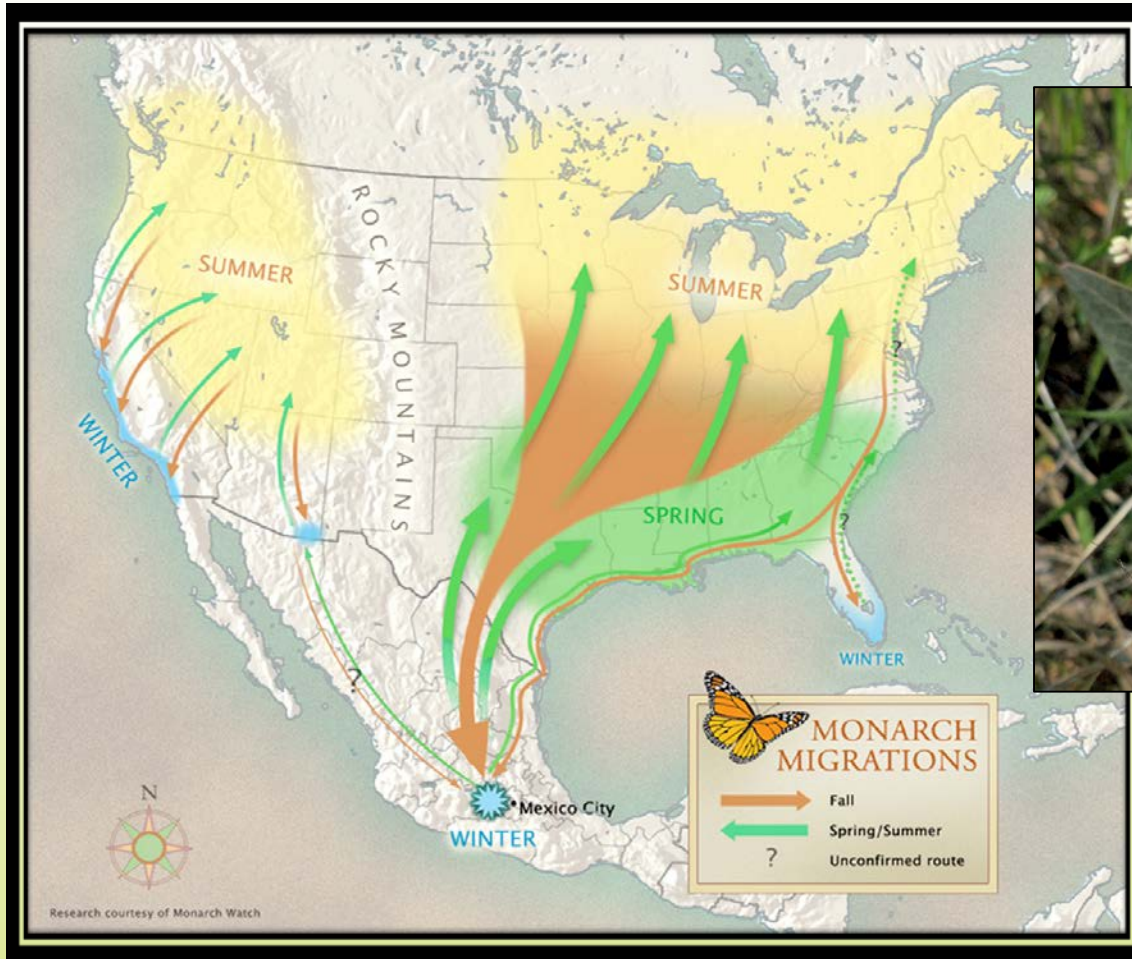 ROCKY MOUNTAINS
SUMMER
SUMMER
WINTER
SPRING
?
?
?
WINTER
MONARCH
MIGRATIONS
Fall
Spring/Summer
? Unconfirmed route
N
Mexico City
WINTER
Research courtesy of Monarch Watch